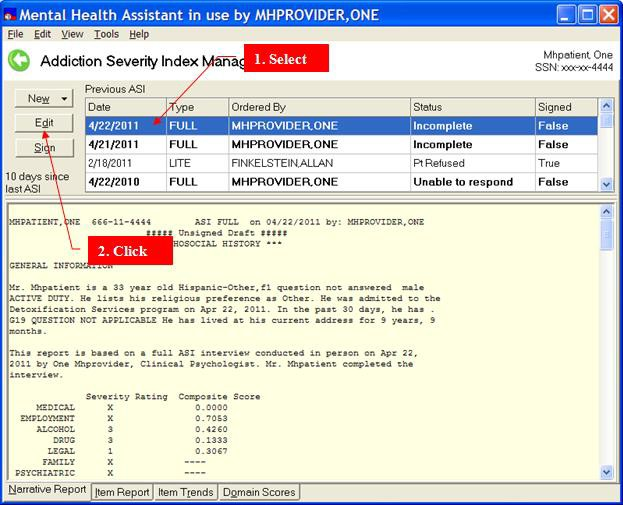 Mental Health Assistant in use by MHPROVIDER,ONE
File Edit View Tools Help
Addiction Severity Index Manag
1. Select
Mhpatient, One
SSN: xxx-xx-4444
New
Edit
Sign
10 days since
last ASI
Previous ASI
Date Type Ordered By Status Signed
4/22/2011 FULL MHPROVIDER,ONE Incomplete False
4/21/2011 FULL MHPROVIDER,ONE Incomplete False
2/18/2011 LITE FINKELSTEIN,ALLAN Pt Refused True
4/22/2010 FULL MHPROVIDER,ONE Unable to respond False
MHPATIENT,ONE 666-11-4444 ASI FULL on 04/22/2011 by: MHPROVIDER,ONE
##### Unsigned Draft #####
2. Click
HOSOCIAL HISTORY ***
GENERAL INFORMATION
Mr. Mhpatient is a 33 year old Hispanic-Other,f1 question not answered male
ACTIVE DUTY. He lists his religious preference as Other. He was admitted to the
Detoxification Services program on Apr 22, 2011. In the past 30 days, he has .
G19 QUESTION NOT APPLICABLE He has lived at his current address for 9 years, 9
months.
This report is based on a full ASI interview conducted in person on Apr 22,
2011 by One Mhprovider, Clinical Psychologist. Mr. Mhpatient completed the
interview.
Severity Rating Composite Score
MEDICAL X 0.0000
EMPLOYMENT X 0.7053
ALCOHOL 3 0.4260
DRUG 3 0.1333
LEGAL 1 0.3067
FAMILY X ----
PSYCHIATRIC X ----
Narrative Report Item Report Item Trends Domain Scores